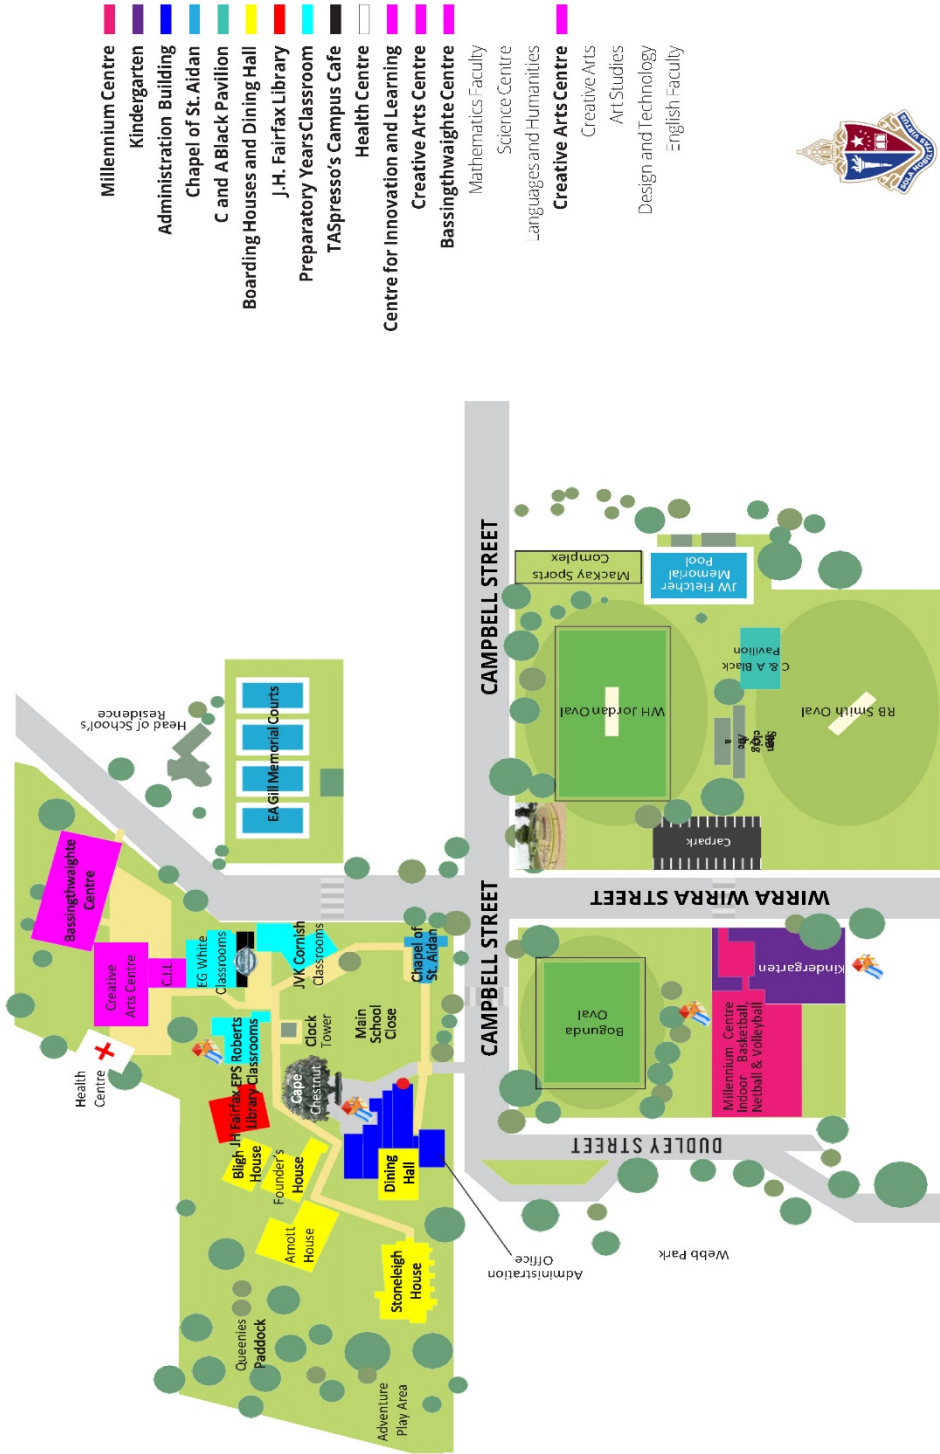 Millennium Centre
Kindergarten
Administration Building
Chapel of St. Aidan
C and A Black Pavilion
Boarding Houses and Dining Hall
J.H. Fairfax Library
Preparatory Years Classroom
TASpresso's Campus Cafe
Health Centre
Centre for Innovation and Learning
Creative Arts Centre
Bassingthwaighte Centre
Mathematics Faculty
Science Centre
Languages and Humanities
Creative Arts Centre
Creative Arts
Art Studies
Design and Technology
English Faculty
SOLA NOBILITAS VIRTUS
Head of School's
Residence
EA Gill Memorial Courts
Bassingthwaighte
Centre
Creative
Arts Centre
C.I.L
EG White
Classrooms
JVK Cornish
Classrooms
Health
Centre
EPS Roberts
Classrooms
JH Fairfax
Library
Bligh
House
Founder's
House
Arnott
House
Clock
Tower
Cape
Chestnut
Main
School
Close
Chapel of
St. Aidan
Dining
Hall
Stoneleigh
House
Queenies
Paddock
Adventure
Play Area
Administration
Office
CAMPBELL STREET
CAMPBELL STREET
WIRRA WIRRA STREET
DUDLEY STREET
Mackay Sports
Complex
JW Fletcher
Memorial
Pool
WH Jordan Oval
C & A Black
Pavilion
RB Smith Oval
Carpark
Bogunda
Oval
Kindergarten
Millennium Centre
Indoor Basketball,
Netball & Volleyball
Webb Park